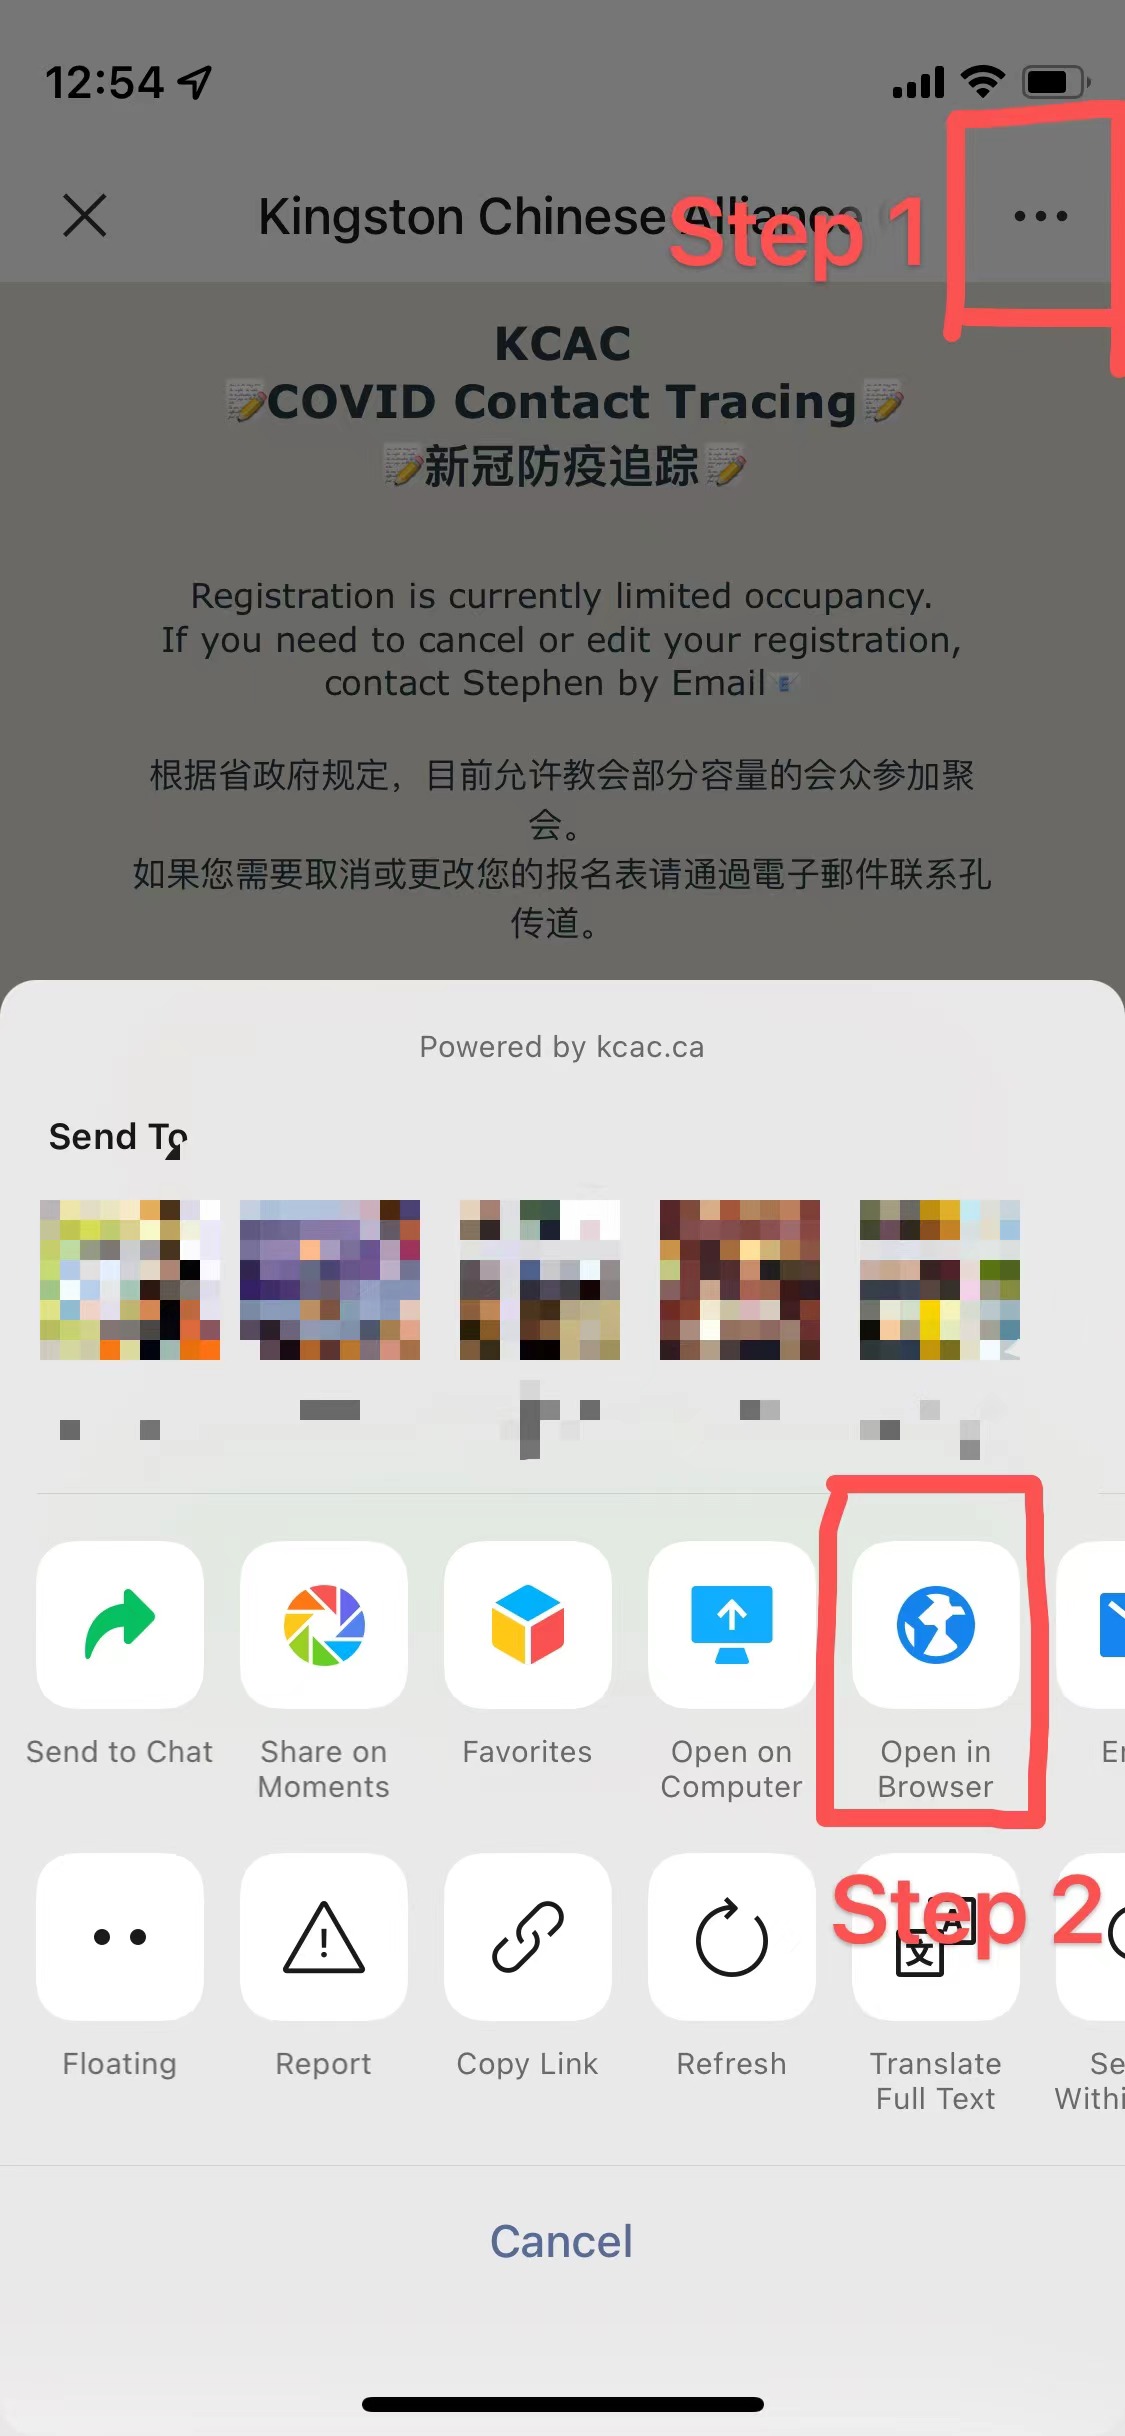 12:54
Kingston Chinese Alliance
Step 1
KCAC
COVID Contact Tracing
新冠防疫追踪
Registration is currently limited occupancy.
If you need to cancel or edit your registration,
contact Stephen by Email
根据省政府规定，目前允许教会部分容量的会众参加聚
会。
如果您需要取消或更改您的报名表请通過電子郵件联系孔
传道。
Powered by kcac.ca
Send To
Send to Chat
Share on
Moments
Favorites
Open on
Computer
Open in
Browser
Step 2
Floating
Report
Copy Link
Refresh
Translate
Full Text
Cancel